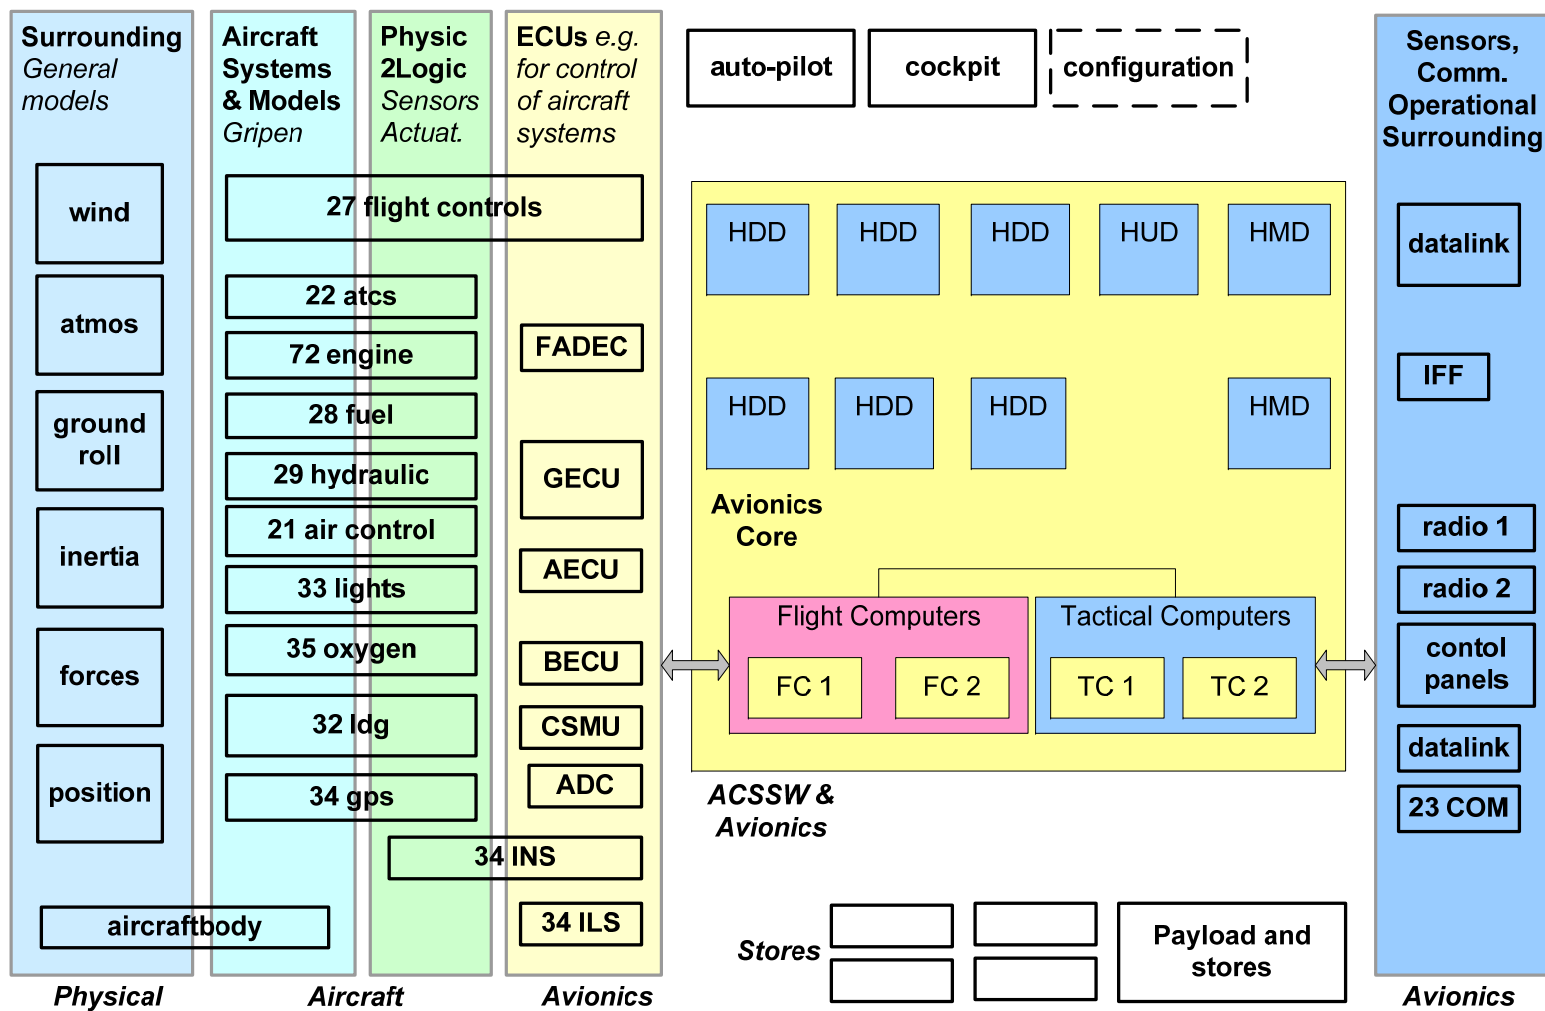 Surrounding
General
models
wind
atmos
ground
roll
inertia
forces
position
aircraftbody
Physical
Aircraft
Systems
& Models
Gripen
Physic
2Logic
Sensors
Actuat.
ECUs e.g.
for control
of aircraft
systems
27 flight controls
22 atcs
72 engine
28 fuel
29 hydraulic
21 air control
33 lights
35 oxygen
32 ldg
34 gps
34 INS
Aircraft
FADEC
GECU
AECU
BECU
CSMU
ADC
34 ILS
Avionics
auto-pilot
cockpit
configuration
HDD
HDD
HDD
HUD
HMD
HDD
HDD
HDD
HMD
Avionics
Core
Flight Computers
FC 1
FC 2
Tactical Computers
TC 1
TC 2
ACSSW &
Avionics
Stores
Payload and
stores
Sensors,
Comm.
Operational
Surrounding
datalink
IFF
radio 1
radio 2
contol
panels
datalink
23 COM
Avionics